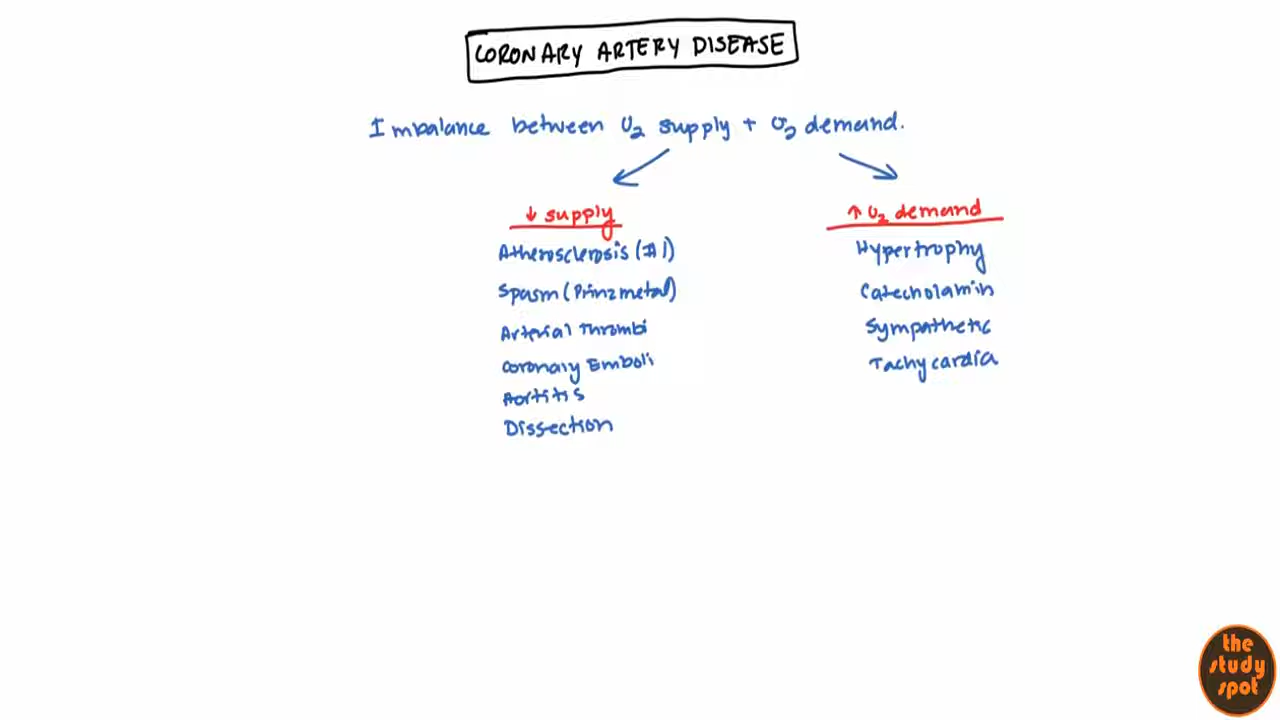 CORONARY ARTERY DISEASE
Imbalance between O2 supply + O2 demand.
↓ supply
Atherosclerosis (#1)
Spasm (Prinzmetal)
Arterial Thrombi
Coronary Emboli
Aortitis
Dissection
↑ O2 demand
Hypertrophy
Catecholamin
Sympathetic
Tachycardia
the
study
spot